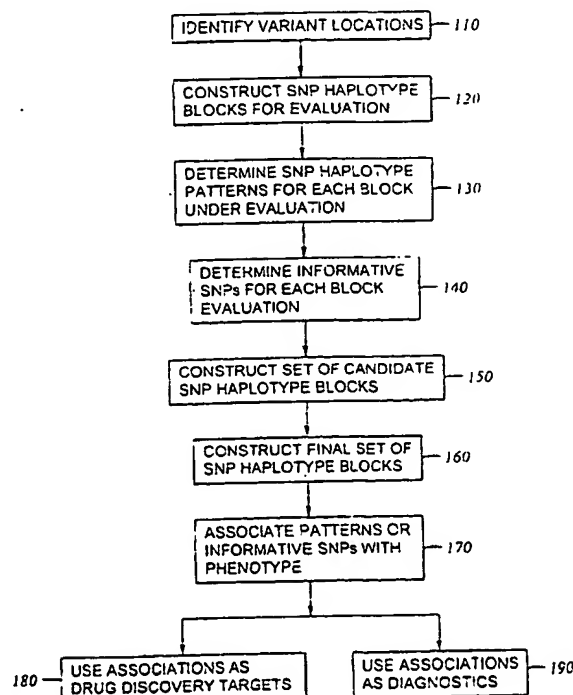 IDENTIFY VARIANT LOCATIONS
110
CONSTRUCT SNP HAPLOTYPE
BLOCKS FOR EVALUATION
120
DETERMINE SNP HAPLOTYPE
PATTERNS FOR EACH BLOCK
UNDER EVALUATION
130
DETERMINE INFORMATIVE
SNPs FOR EACH BLOCK
EVALUATION
140
CONSTRUCT SET OF CANDIDATE
SNP HAPLOTYPE BLOCKS
150
CONSTRUCT FINAL SET OF
SNP HAPLOTYPE BLOCKS
160
ASSOCIATE PATTERNS OR
INFORMATIVE SNPs WITH
PHENOTYPE
170
180
USE ASSOCIATIONS AS
DRUG DISCOVERY TARGETS
USE ASSOCIATIONS
AS DIAGNOSTICS
190